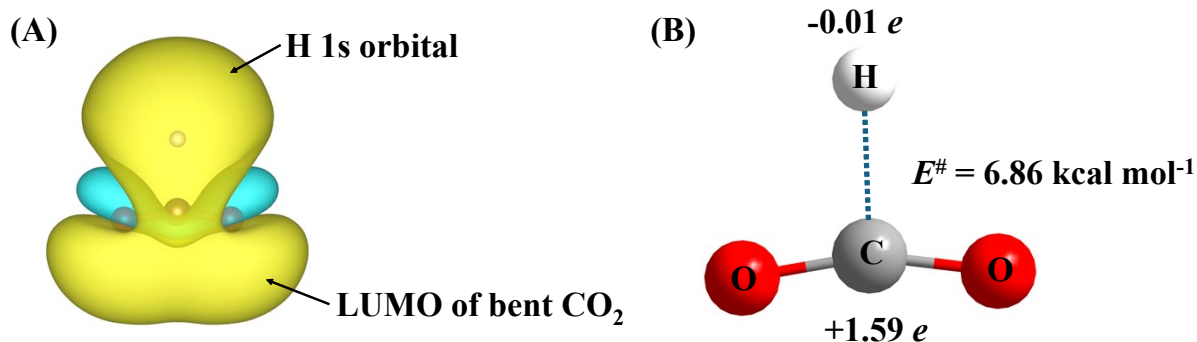 (A)
H 1s orbital
LUMO of bent CO₂
(B)
-0.01 e
H
E# = 6.86 kcal mol⁻¹
O
C
O
+1.59 e